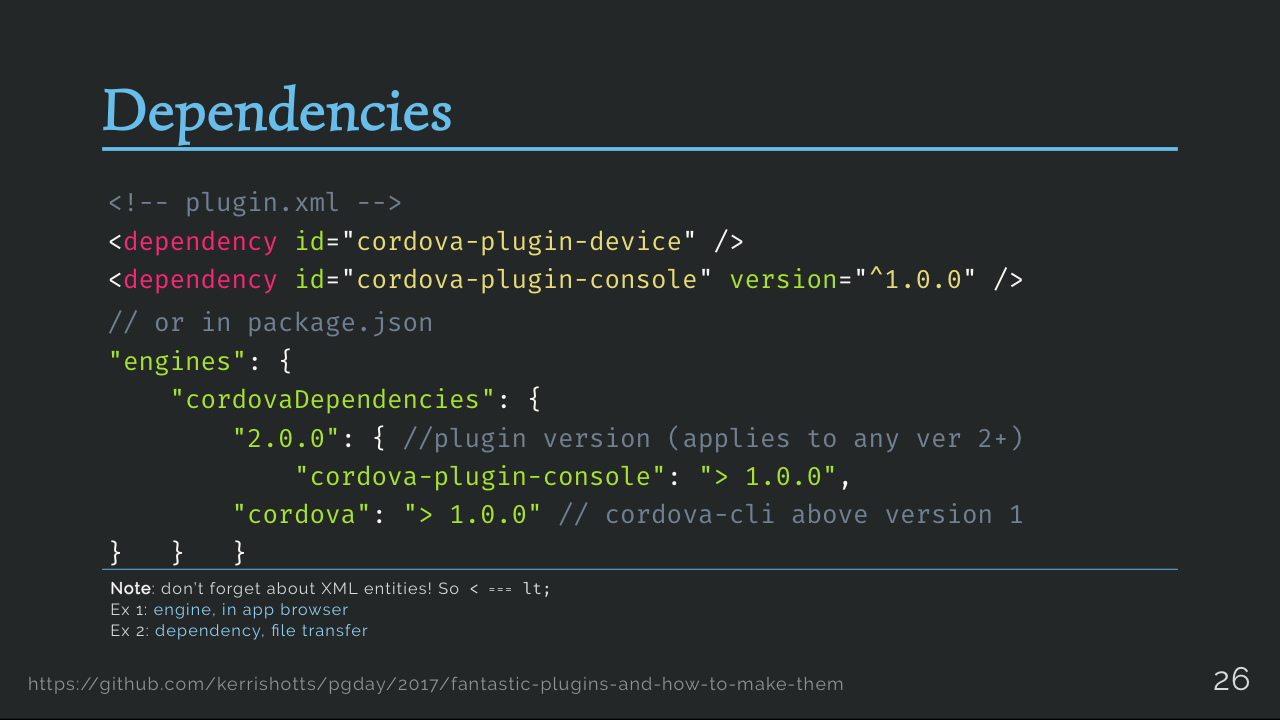 Dependencies
<!-- plugin.xml -->
<dependency id="cordova-plugin-device" />
<dependency id="cordova-plugin-console" version="^1.0.0" />
// or in package.json
"engines": {
    "cordovaDependencies": {
        "2.0.0": { //plugin version (applies to any ver 2+)
            "cordova-plugin-console": "> 1.0.0",
        "cordova": "> 1.0.0" // cordova-cli above version 1
}   }   }
Note: don't forget about XML entities! So < === lt;
Ex 1: engine, in app browser
Ex 2: dependency, file transfer
https://github.com/kerrishotts/pgday/2017/fantastic-plugins-and-how-to-make-them
26